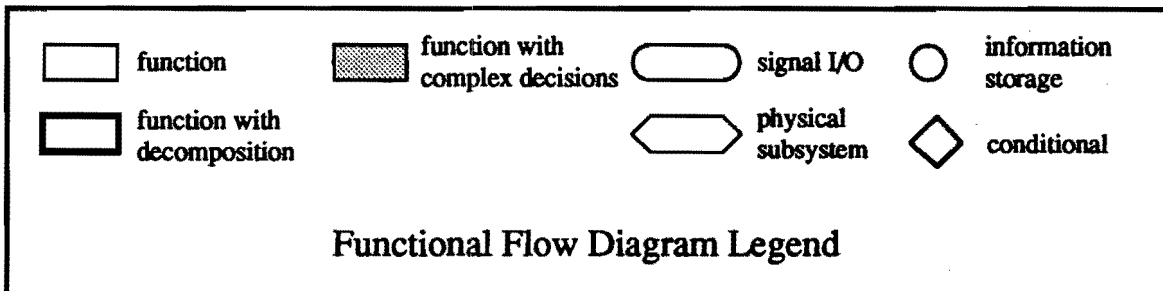 function
function with
complex decisions
signal I/O
information
storage
function with
decomposition
physical
subsystem
conditional
Functional Flow Diagram Legend